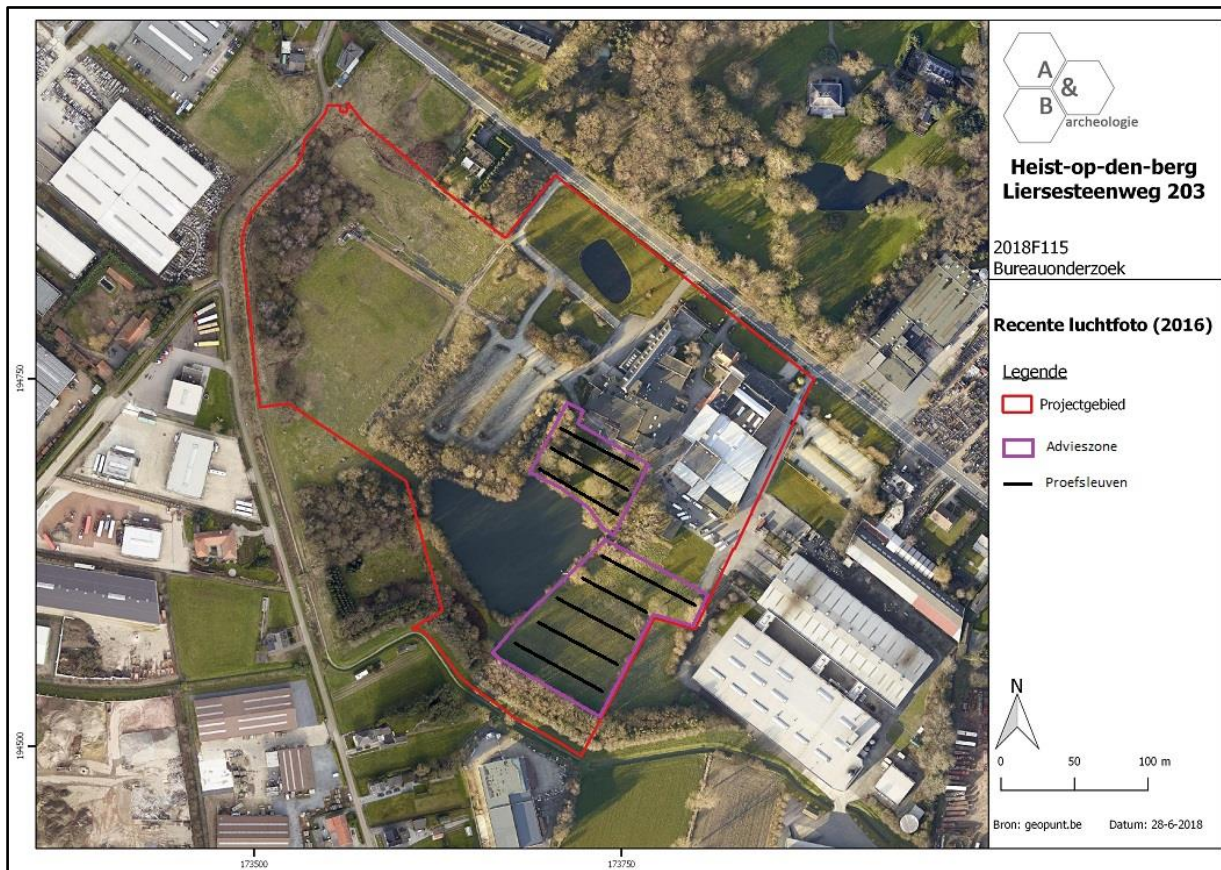 A
&
B
archeologie
Heist-op-den-berg
Liersesteenweg 203
2018F115
Bureauonderzoek
Recente luchtfoto (2016)
Legende
Projectgebied
Advieszone
Proefsleuven
N
0 50 100 m
Bron: geopunt.be Datum: 28-6-2018
194750
194500
173500
173750